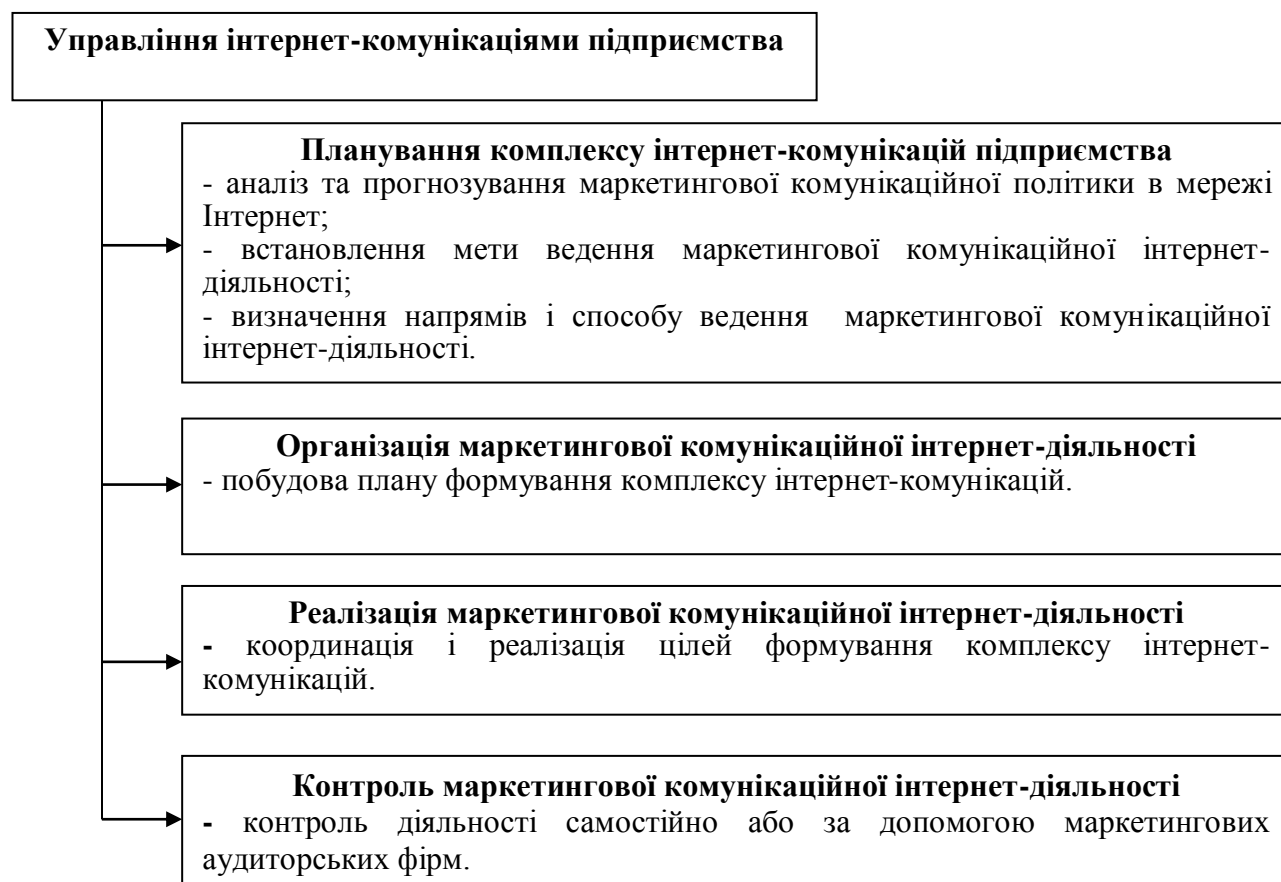 Управління інтернет-комунікаціями підприємства
Планування комплексу інтернет-комунікацій підприємства
- аналіз та прогнозування маркетингової комунікаційної політики в мережі
Інтернет;
- встановлення мети ведення маркетингової комунікаційної інтернет-
діяльності;
- визначення напрямів і способу ведення маркетингової комунікаційної
інтернет-діяльності.
Організація маркетингової комунікаційної інтернет-діяльності
- побудова плану формування комплексу інтернет-комунікацій.
Реалізація маркетингової комунікаційної інтернет-діяльності
- координація і реалізація цілей формування комплексу інтернет-
комунікацій.
Контроль маркетингової комунікаційної інтернет-діяльності
- контроль діяльності самостійно або за допомогою маркетингових
аудиторських фірм.